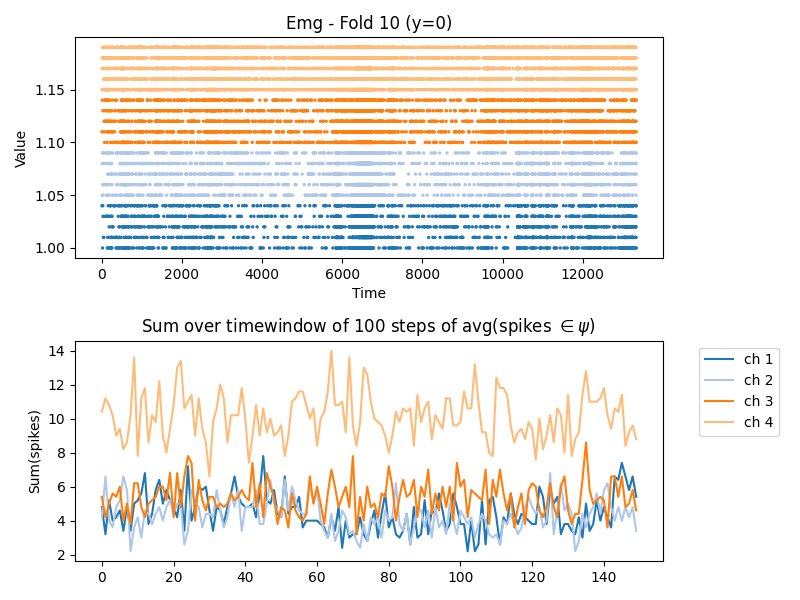 Emg - Fold 10 (y=0)
Value
1.15
1.10
1.05
1.00
0 2000 4000 6000 8000 10000 12000
Time
Sum over timewindow of 100 steps of avg(spikes ∈ψ)
Sum(spikes)
14
12
10
8
6
4
2
0 20 40 60 80 100 120 140
ch 1
ch 2
ch 3
ch 4